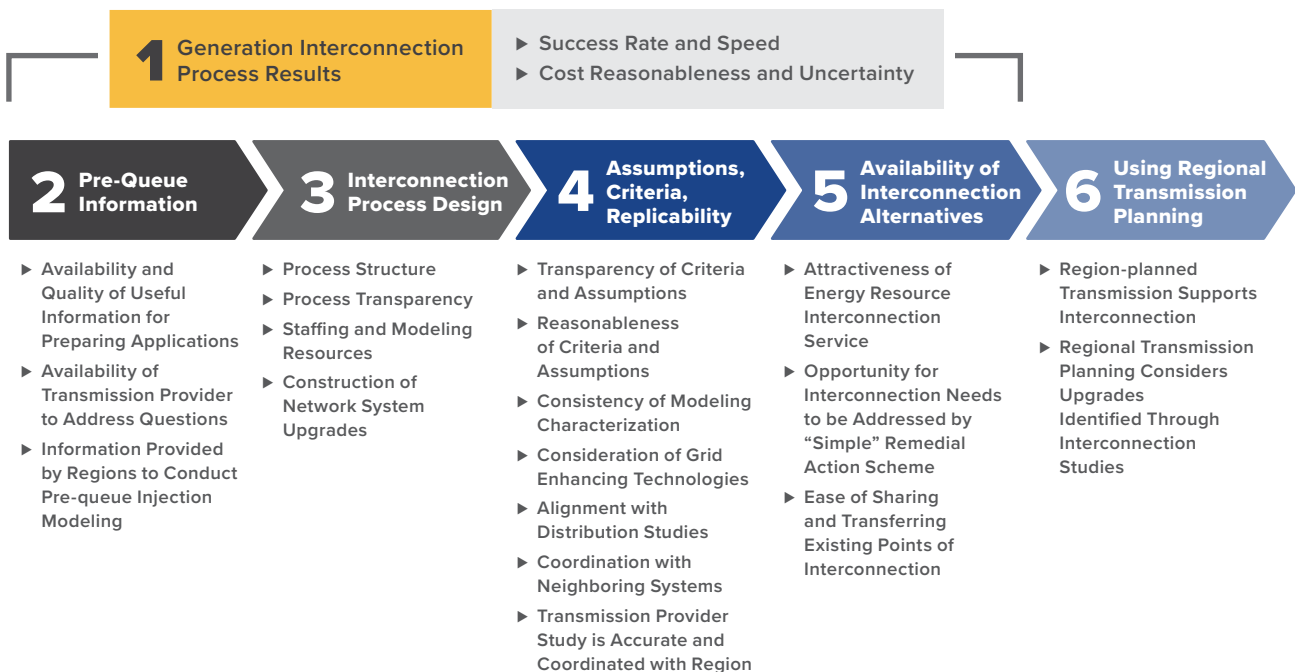 1 Generation Interconnection
Process Results
▶ Success Rate and Speed
▶ Cost Reasonableness and Uncertainty
2 Pre-Queue
Information
▶ Availability and
Quality of Useful
Information for
Preparing Applications
▶ Availability of
Transmission Provider
to Address Questions
▶ Information Provided
by Regions to Conduct
Pre-queue Injection
Modeling
3 Interconnection
Process Design
▶ Process Structure
▶ Process Transparency
▶ Staffing and Modeling
Resources
▶ Construction of
Network System
Upgrades
4 Assumptions,
Criteria,
Replicability
▶ Transparency of Criteria
and Assumptions
▶ Reasonableness
of Criteria and
Assumptions
▶ Consistency of Modeling
Characterization
▶ Consideration of Grid
Enhancing Technologies
▶ Alignment with
Distribution Studies
▶ Coordination with
Neighboring Systems
▶ Transmission Provider
Study is Accurate and
Coordinated with Region
5 Availability of
Interconnection
Alternatives
▶ Attractiveness of
Energy Resource
Interconnection
Service
▶ Opportunity for
Interconnection Needs
to be Addressed by
“Simple” Remedial
Action Scheme
▶ Ease of Sharing
and Transferring
Existing Points of
Interconnection
6 Using Regional
Transmission
Planning
▶ Region-planned
Transmission Supports
Interconnection
▶ Regional Transmission
Planning Considers
Upgrades
Identified Through
Interconnection
Studies